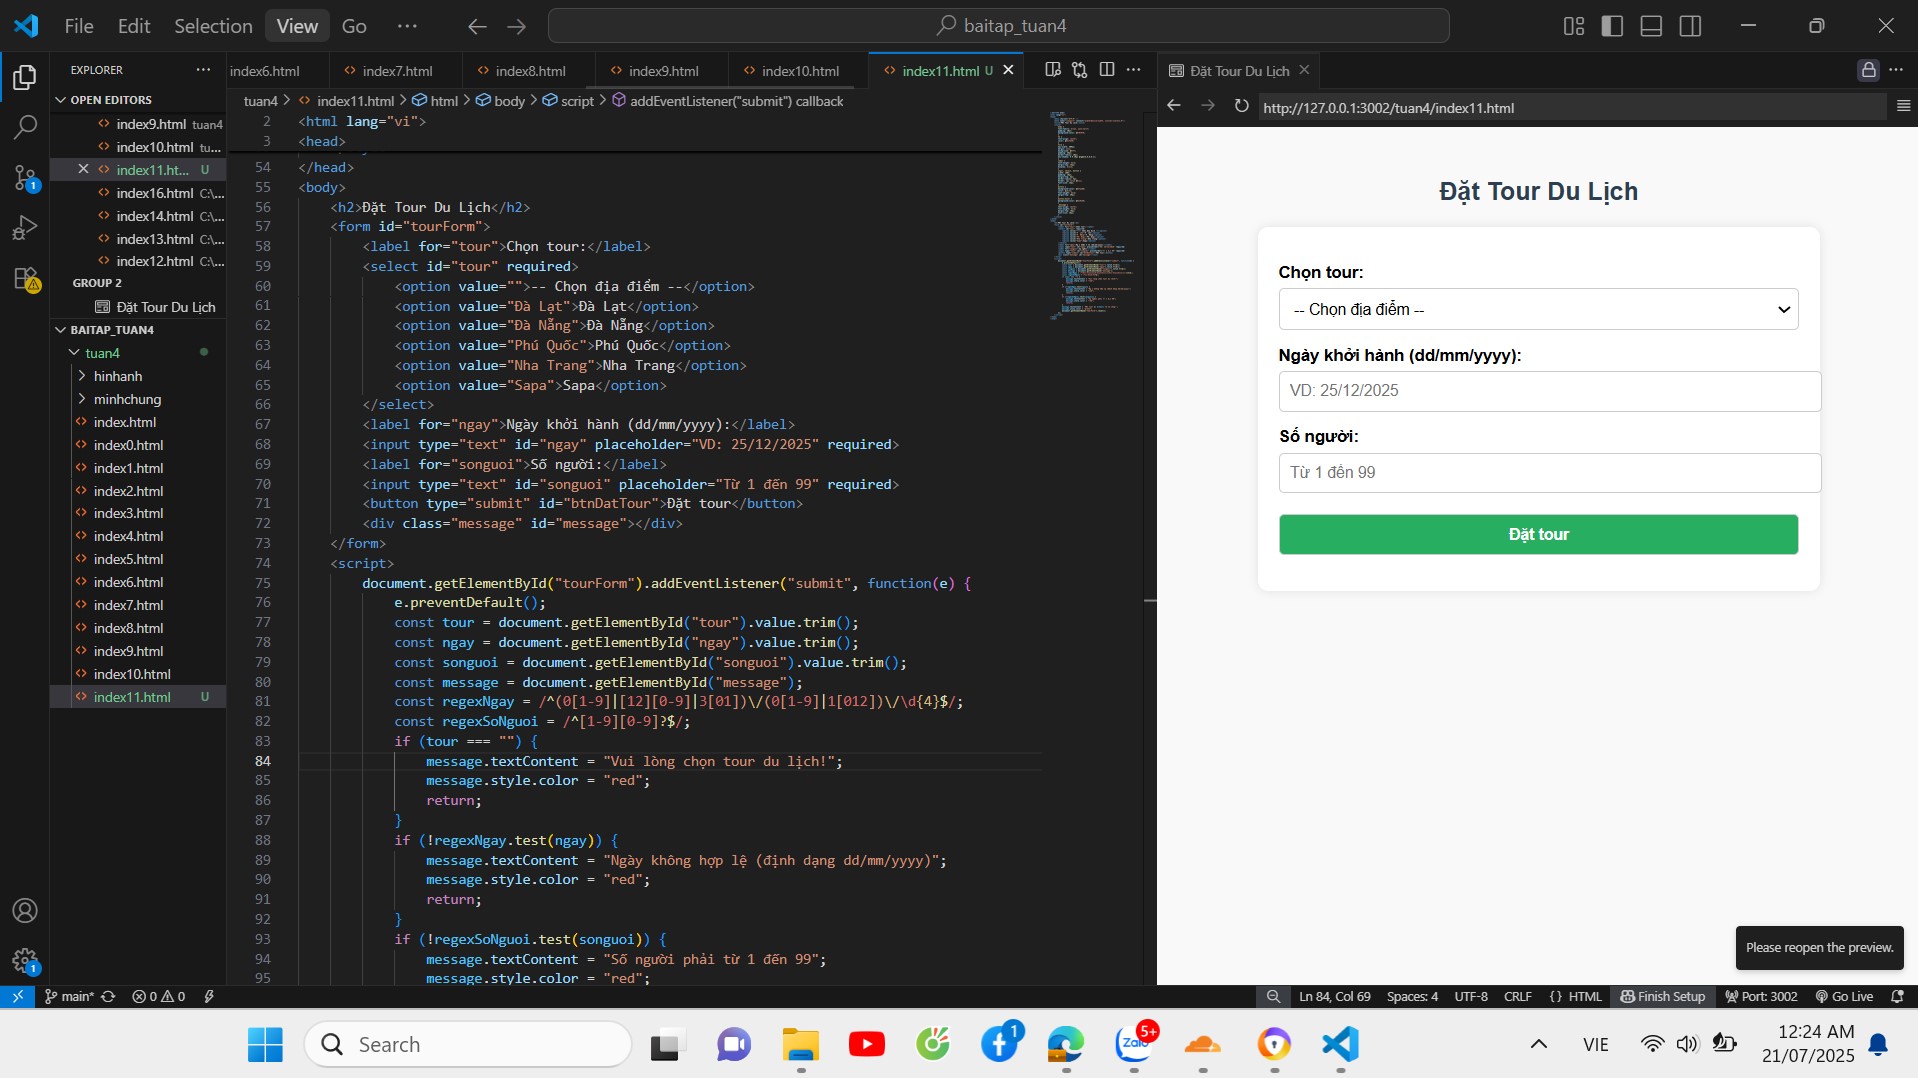 File Edit Selection View Go ··· baitap_tuan4
EXPLORER ···
OPEN EDITORS
index9.html tuan4
index10.html tu...
index11.ht... U
index16.html C:\...
index14.html C:\...
index13.html C:\...
index12.html C:\...
GROUP 2
Đặt Tour Du Lịch
BAITAP_TUAN4
tuan4
hinhanh
minhchung
index.html
index0.html
index1.html
index2.html
index3.html
index4.html
index5.html
index6.html
index7.html
index8.html
index9.html
index10.html
index11.html U
index6.html index7.html index8.html index9.html index10.html index11.html U
tuan4 > index11.html > html > body > script > addEventListener("submit") callback
2 <html lang="vi">
3 <head>
54 </head>
55 <body>
56 <h2>Đặt Tour Du Lịch</h2>
57 <form id="tourForm">
58 <label for="tour">Chọn tour:</label>
59 <select id="tour" required>
60 <option value="">-- Chọn địa điểm --</option>
61 <option value="Đà Lạt">Đà Lạt</option>
62 <option value="Đà Nẵng">Đà Nẵng</option>
63 <option value="Phú Quốc">Phú Quốc</option>
64 <option value="Nha Trang">Nha Trang</option>
65 <option value="Sapa">Sapa</option>
66 </select>
67 <label for="ngay">Ngày khởi hành (dd/mm/yyyy):</label>
68 <input type="text" id="ngay" placeholder="VD: 25/12/2025" required>
69 <label for="songuoi">Số người:</label>
70 <input type="text" id="songuoi" placeholder="Từ 1 đến 99" required>
71 <button type="submit" id="btnDatTour">Đặt tour</button>
72 <div class="message" id="message"></div>
73 </form>
74 <script>
75 document.getElementById("tourForm").addEventListener("submit", function(e) {
76 e.preventDefault();
77 const tour = document.getElementById("tour").value.trim();
78 const ngay = document.getElementById("ngay").value.trim();
79 const songuoi = document.getElementById("songuoi").value.trim();
80 const message = document.getElementById("message");
81 const regexNgay = /^(0[1-9]|[12][0-9]|3[01])\/(0[1-9]|1[012])\/\d{4}$/;
82 const regexSoNguoi = /^[1-9][0-9]?$/;
83 if (tour === "") {
84 message.textContent = "Vui lòng chọn tour du lịch!";
85 message.style.color = "red";
86 return;
87 }
88 if (!regexNgay.test(ngay)) {
89 message.textContent = "Ngày không hợp lệ (định dạng dd/mm/yyyy)";
90 message.style.color = "red";
91 return;
92 }
93 if (!regexSoNguoi.test(songuoi)) {
94 message.textContent = "Số người phải từ 1 đến 99";
95 message.style.color = "red";
Đặt Tour Du Lịch
http://127.0.0.1:3002/tuan4/index11.html
Đặt Tour Du Lịch
Chọn tour:
-- Chọn địa điểm --
Ngày khởi hành (dd/mm/yyyy):
VD: 25/12/2025
Số người:
Từ 1 đến 99
Đặt tour
Please reopen the preview.
main* 0 0 Ln 84, Col 69 Spaces: 4 UTF-8 CRLF {} HTML Finish Setup Port: 3002 Go Live
Search Zalo 5+ 1 VIE 12:24 AM
21/07/2025